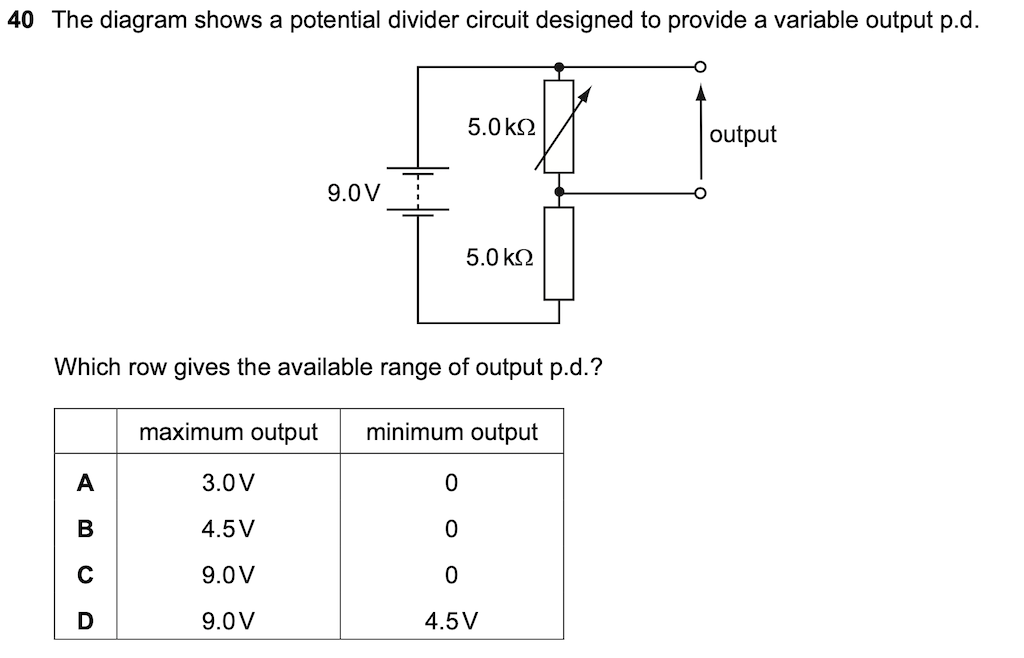 40 The diagram shows a potential divider circuit designed to provide a variable output p.d.
5.0 kΩ
output
9.0 V
5.0 kΩ
Which row gives the available range of output p.d.?
maximum output minimum output
A 3.0 V 0
B 4.5 V 0
C 9.0 V 0
D 9.0 V 4.5 V